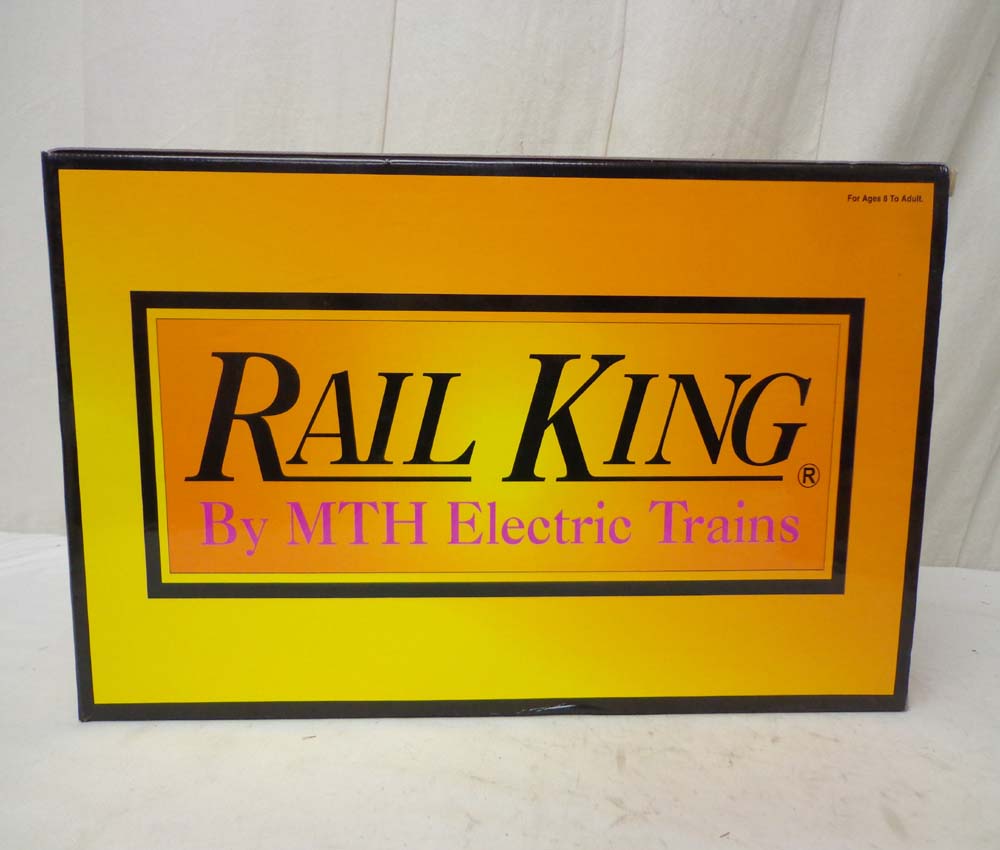 For Ages 8 To Adult.
RAIL KING®
By MTH Electric Trains